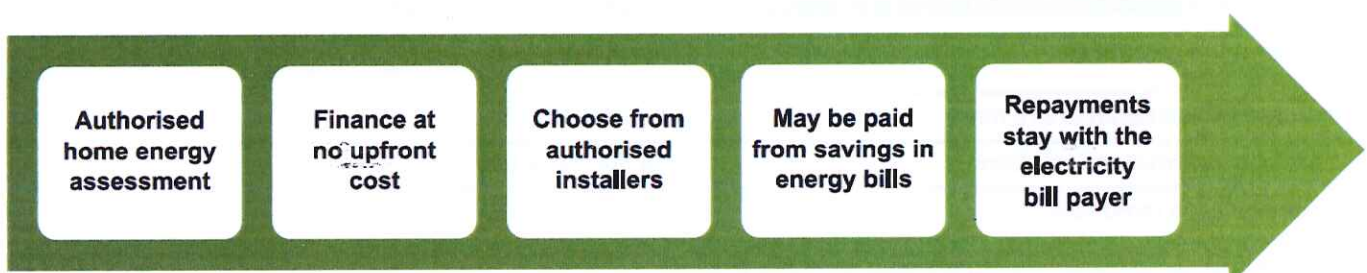 Authorised
home energy
assessment
Finance at
no upfront
cost
Choose from
authorised
installers
May be paid
from savings in
energy bills
Repayments
stay with the
electricity
bill payer